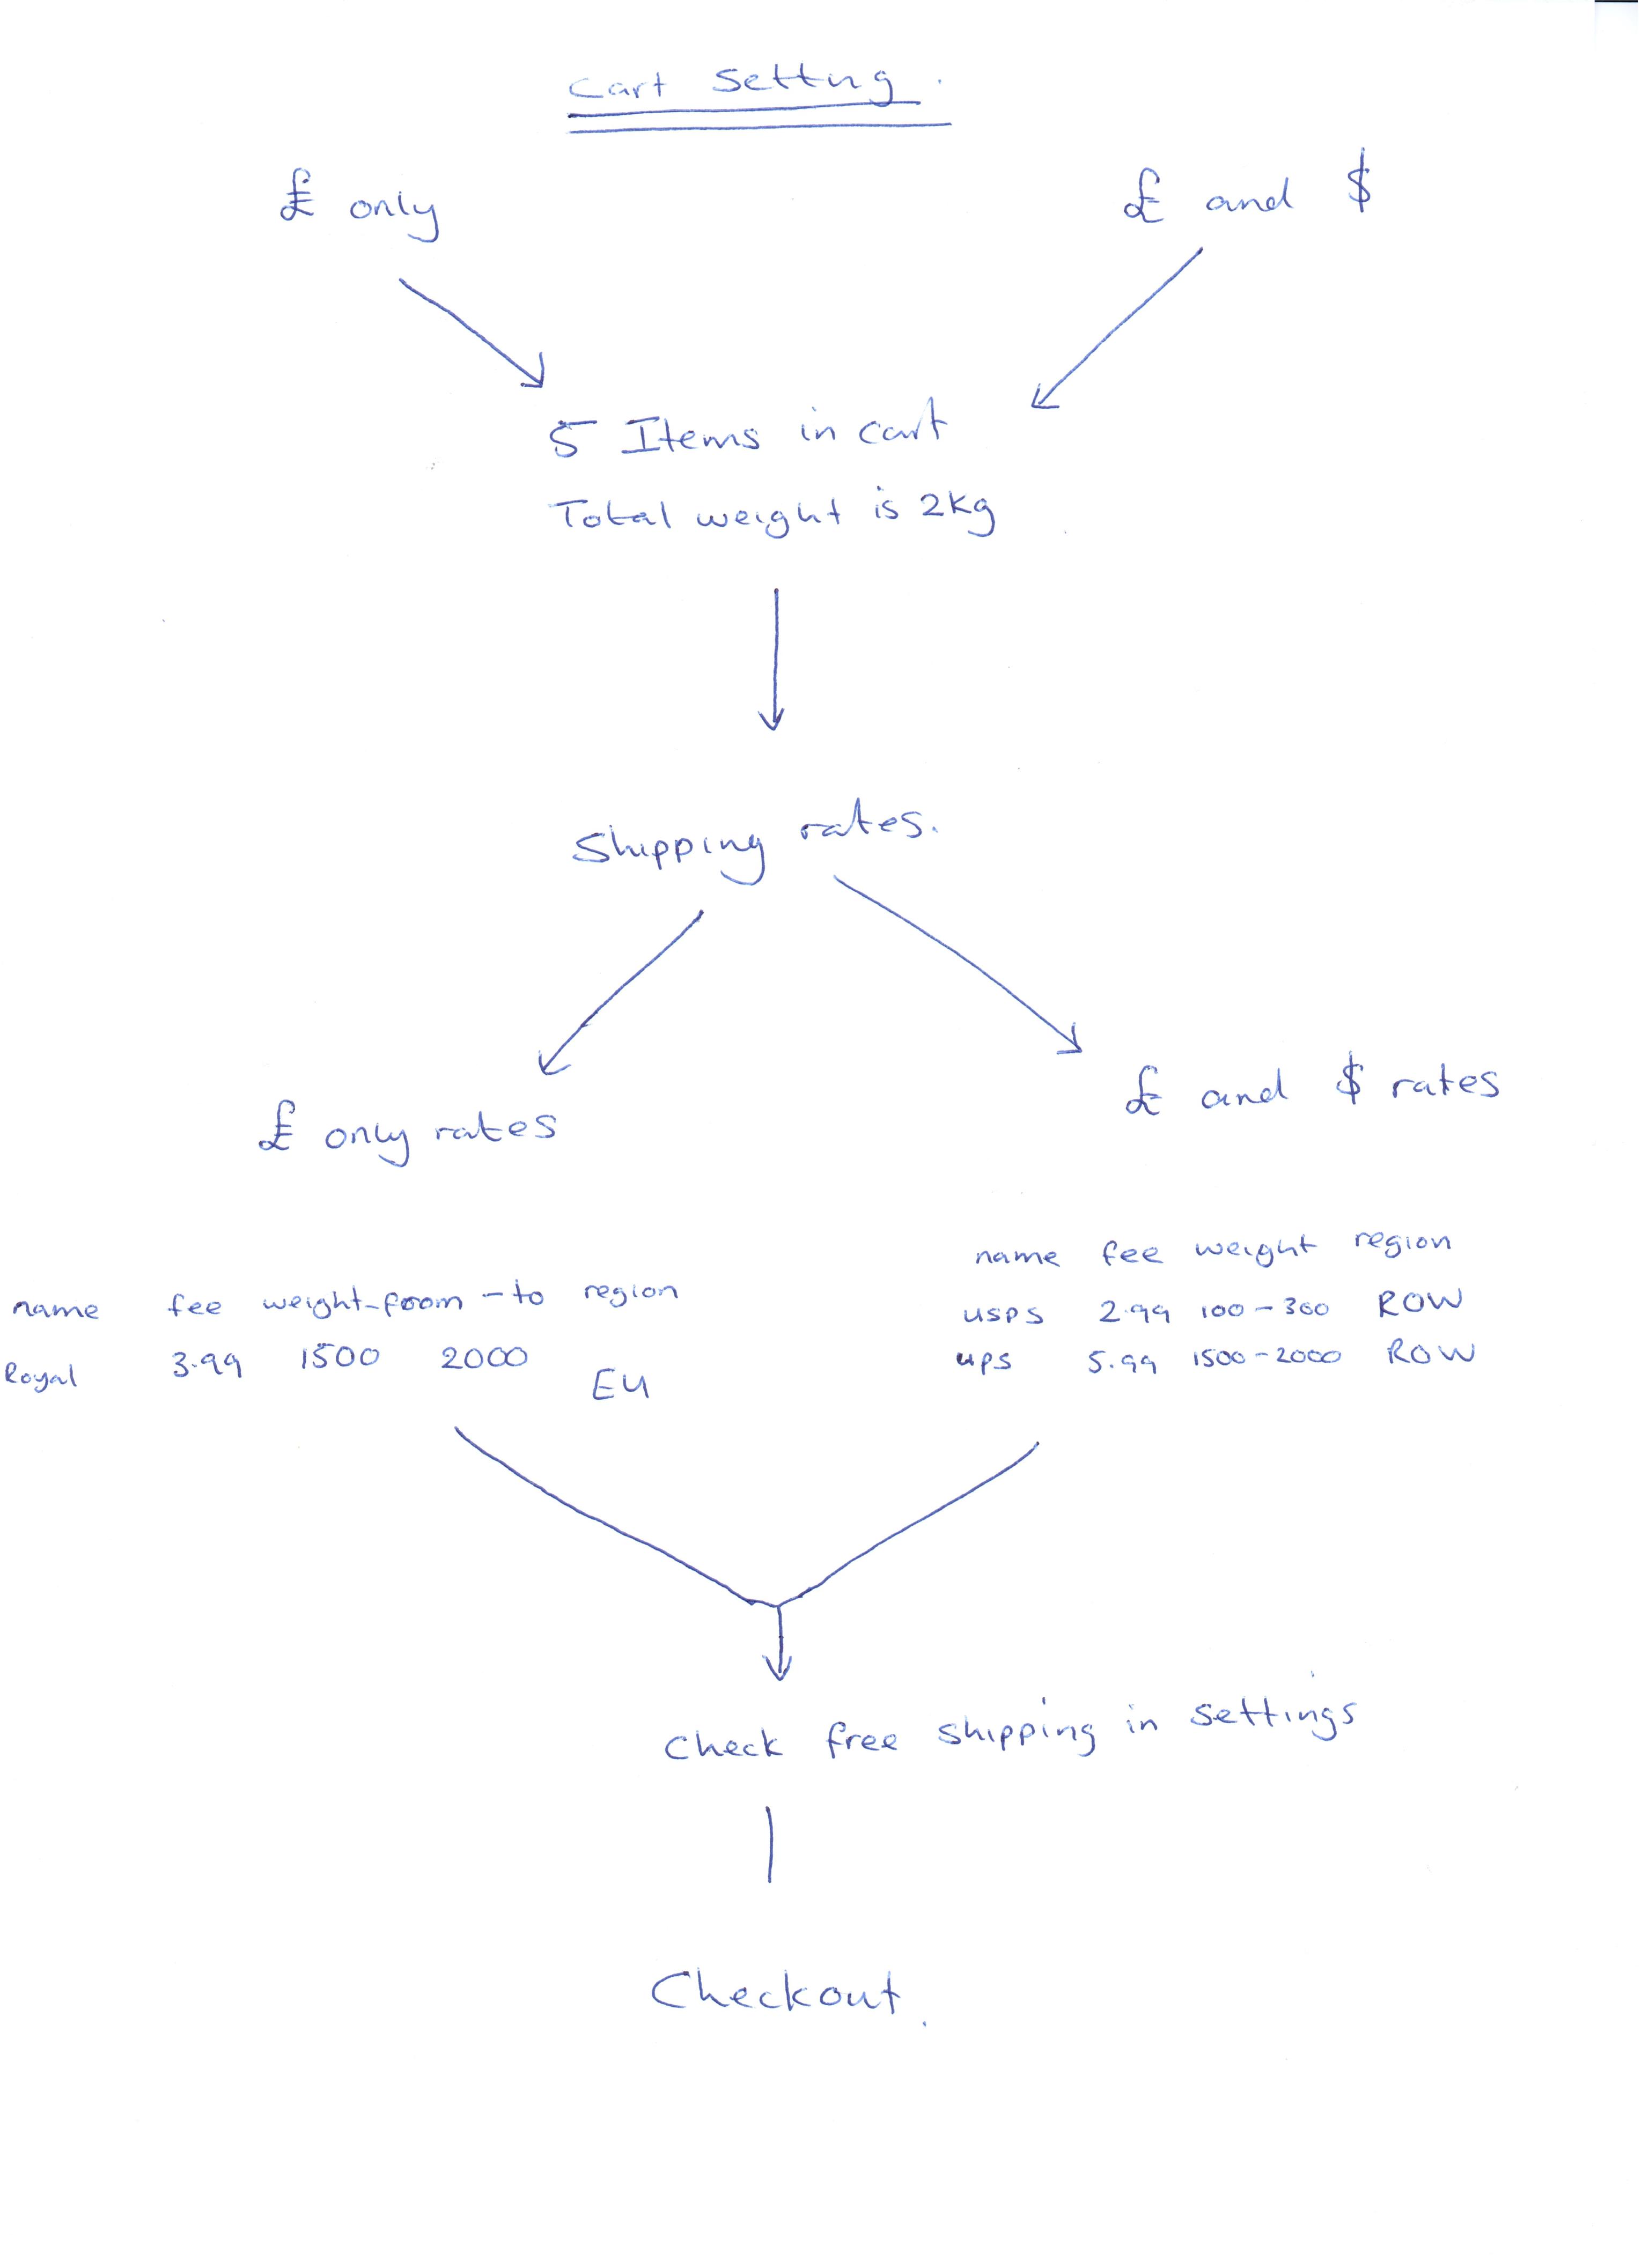 Cart Setting.
£ only
£ and $
5 Items in cart
Total weight is 2kg
Shipping rates.
£ only rates
£ and $ rates
name fee weight-from-to region
Royal 3.99 1500 2000 EU
name fee weight region
usps 2.99 100-300 ROW
ups 5.99 1500-2000 ROW
Check free shipping in settings
Checkout.